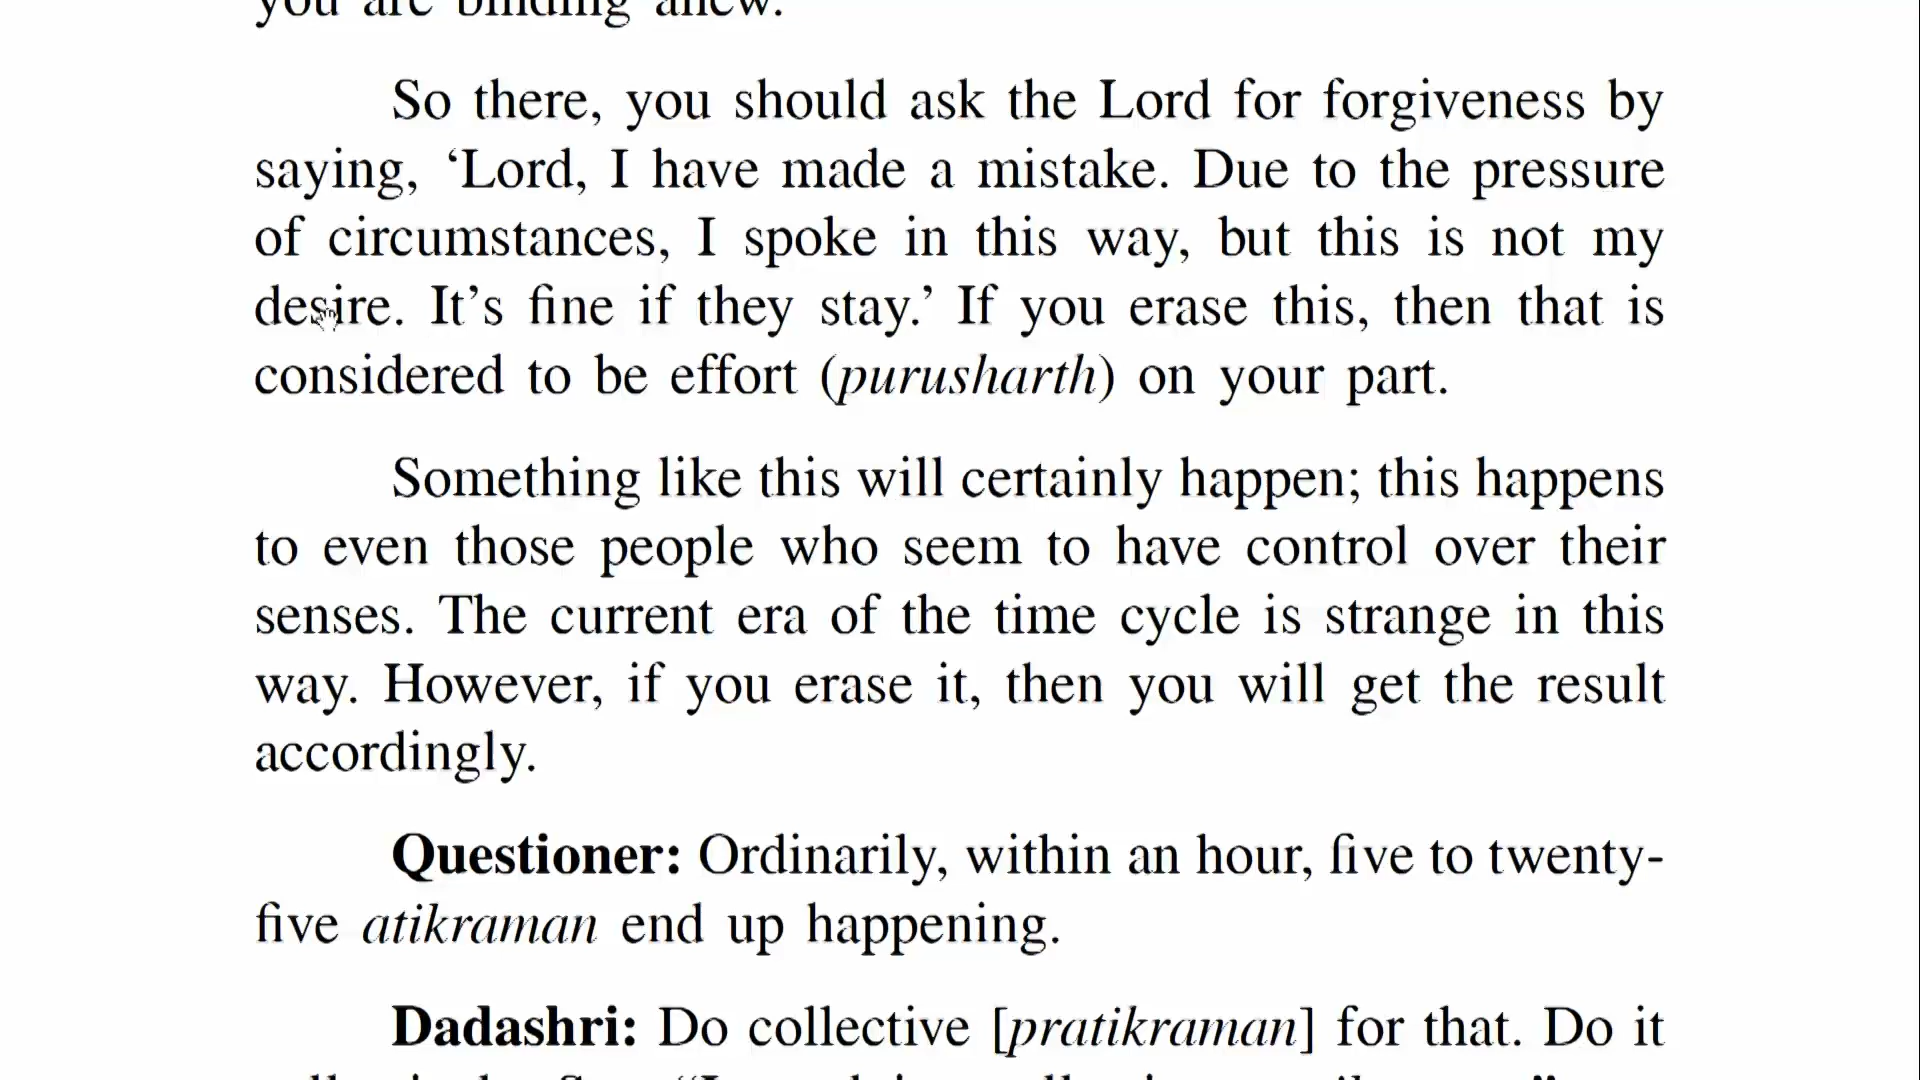 you are binding anew.
So there, you should ask the Lord for forgiveness by
saying, ‘Lord, I have made a mistake. Due to the pressure
of circumstances, I spoke in this way, but this is not my
desire. It’s fine if they stay.’ If you erase this, then that is
considered to be effort (purusharth) on your part.
Something like this will certainly happen; this happens
to even those people who seem to have control over their
senses. The current era of the time cycle is strange in this
way. However, if you erase it, then you will get the result
accordingly.
Questioner: Ordinarily, within an hour, five to twenty-
five atikraman end up happening.
Dadashri: Do collective [pratikraman] for that. Do it